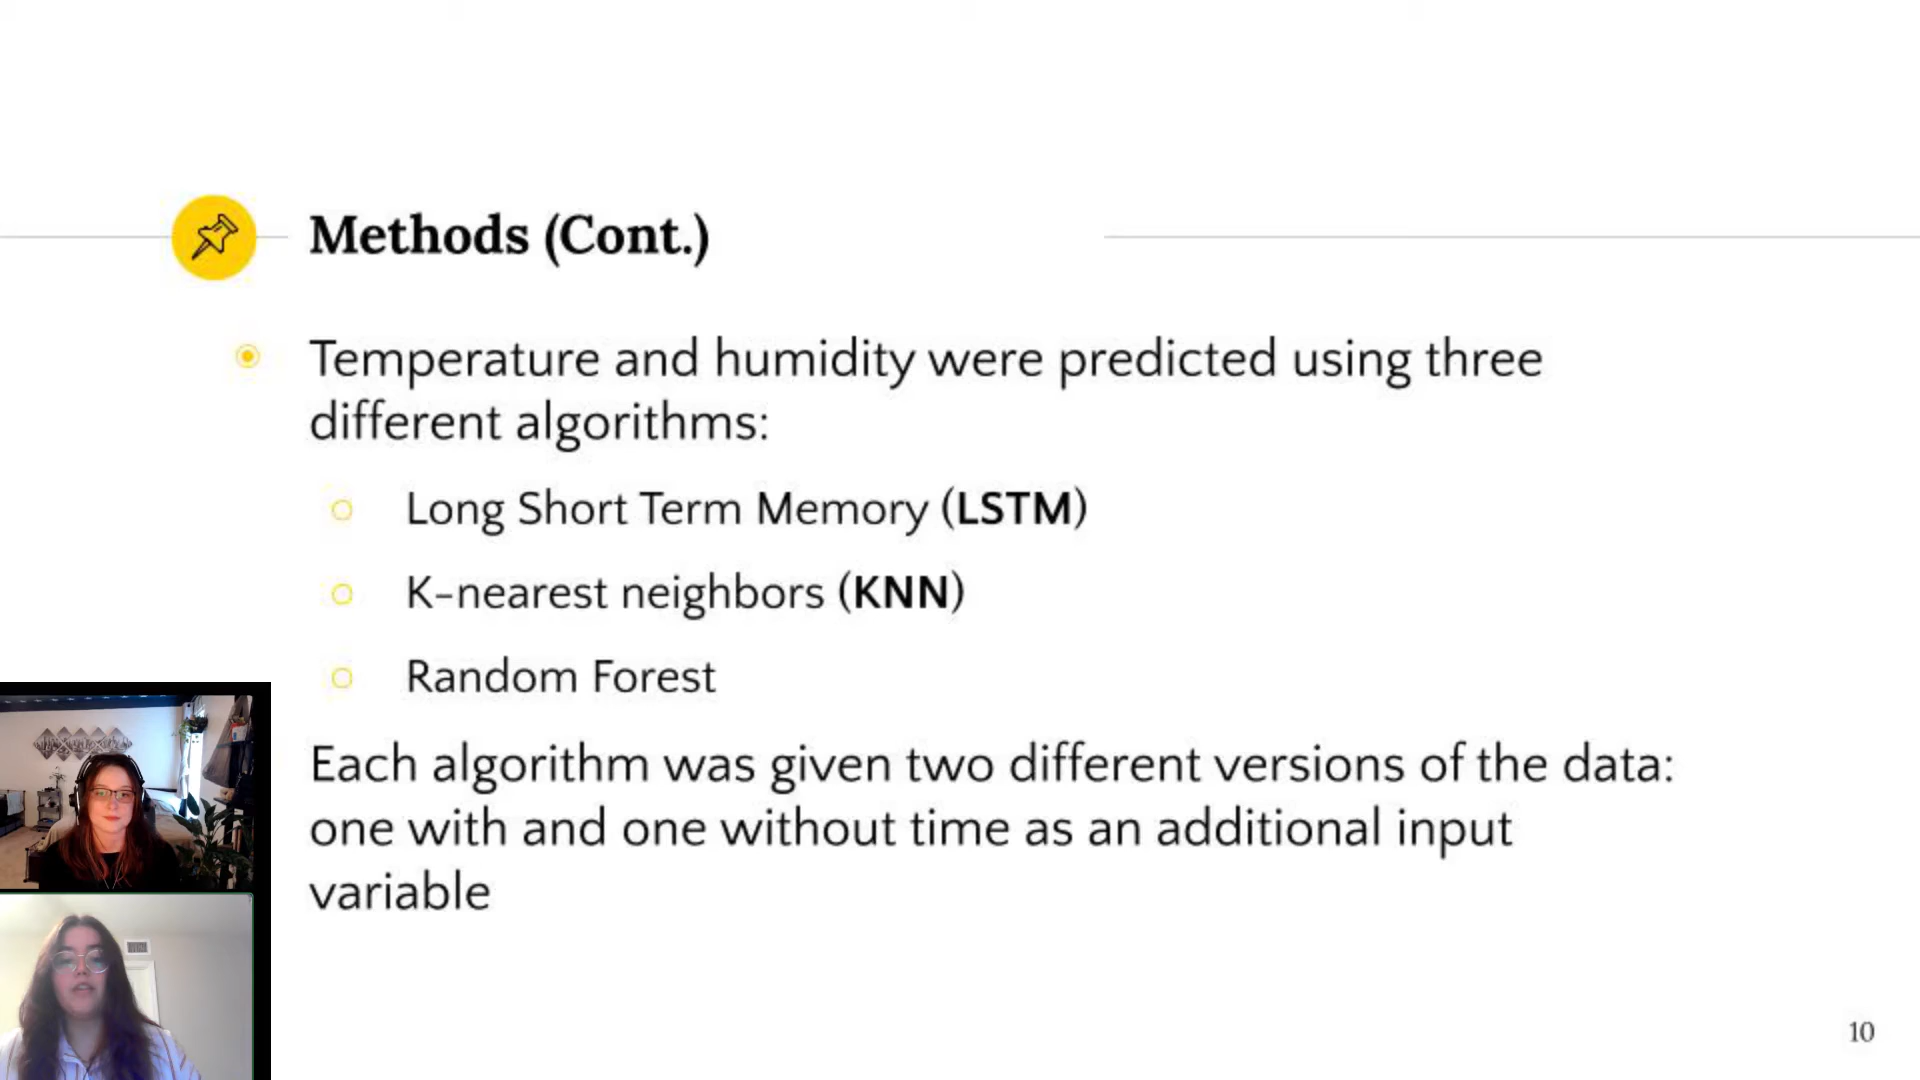 Methods (Cont.)
Temperature and humidity were predicted using three
different algorithms:
Long Short Term Memory (LSTM)
K-nearest neighbors (KNN)
Random Forest
Each algorithm was given two different versions of the data:
one with and one without time as an additional input
variable
10